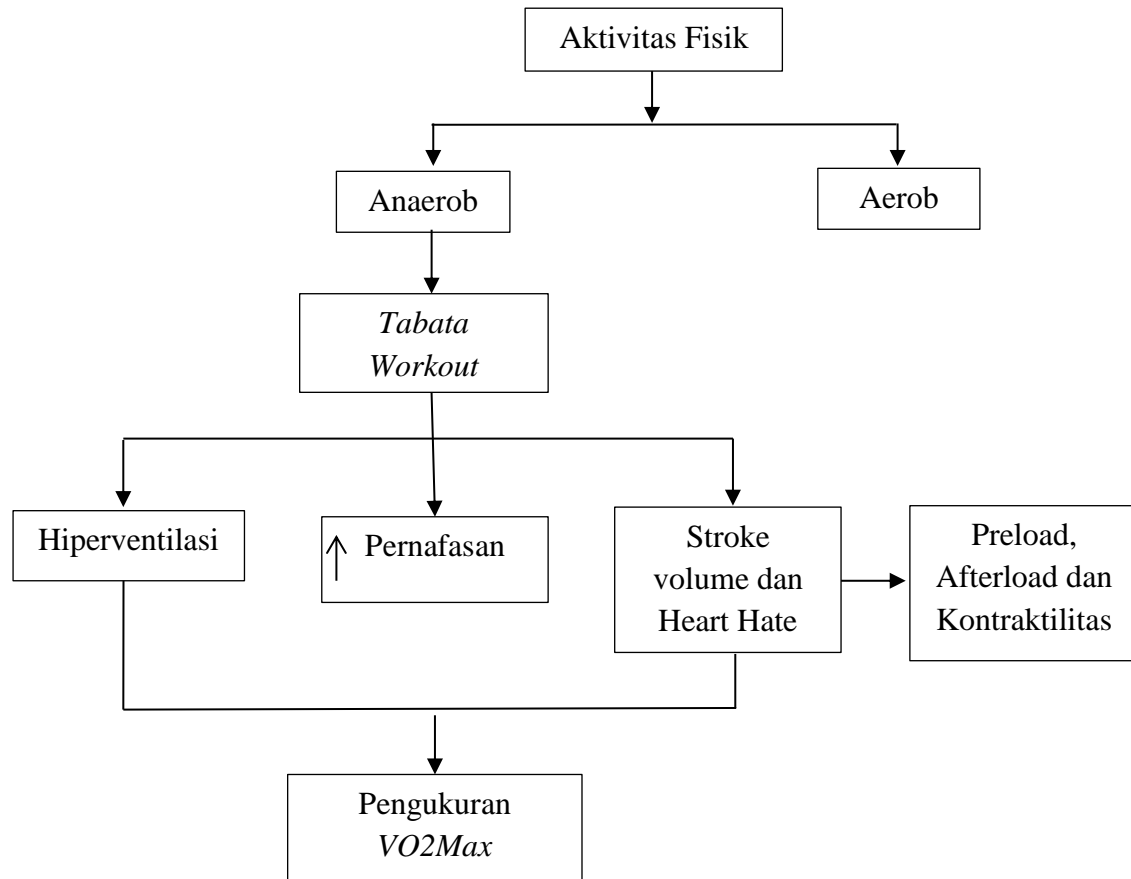 Aktivitas Fisik
Anaerob
Aerob
Tabata
Workout
Hiperventilasi
Pernafasan
Stroke
volume dan
Heart Hate
Preload,
Afterload dan
Kontraktilitas
Pengukuran
VO2Max